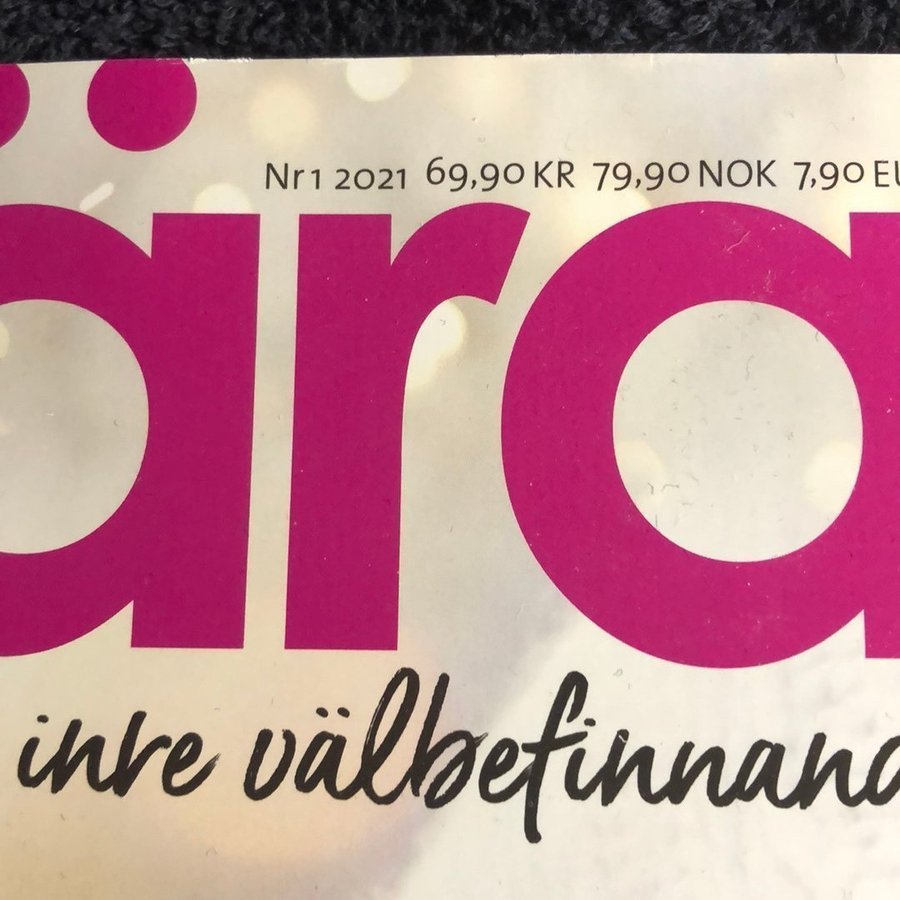 Nr 1 2021 69,90 KR 79,90 NOK 7,90 EU
ära
inre välbefinnand